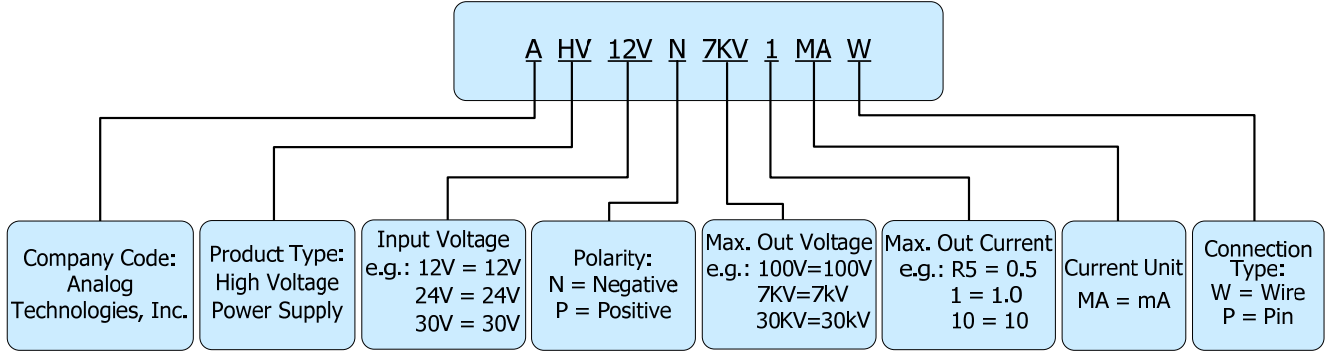 A HV 12V N 7KV 1 MA W
Company Code:
Analog
Technologies, Inc.
Product Type:
High Voltage
Power Supply
Input Voltage
e.g.: 12V = 12V
24V = 24V
30V = 30V
Polarity:
N = Negative
P = Positive
Max. Out Voltage
e.g.: 100V=100V
7KV=7kV
30KV=30kV
Max. Out Current
e.g.: R5 = 0.5
1 = 1.0
10 = 10
Current Unit
MA = mA
Connection
Type:
W = Wire
P = Pin